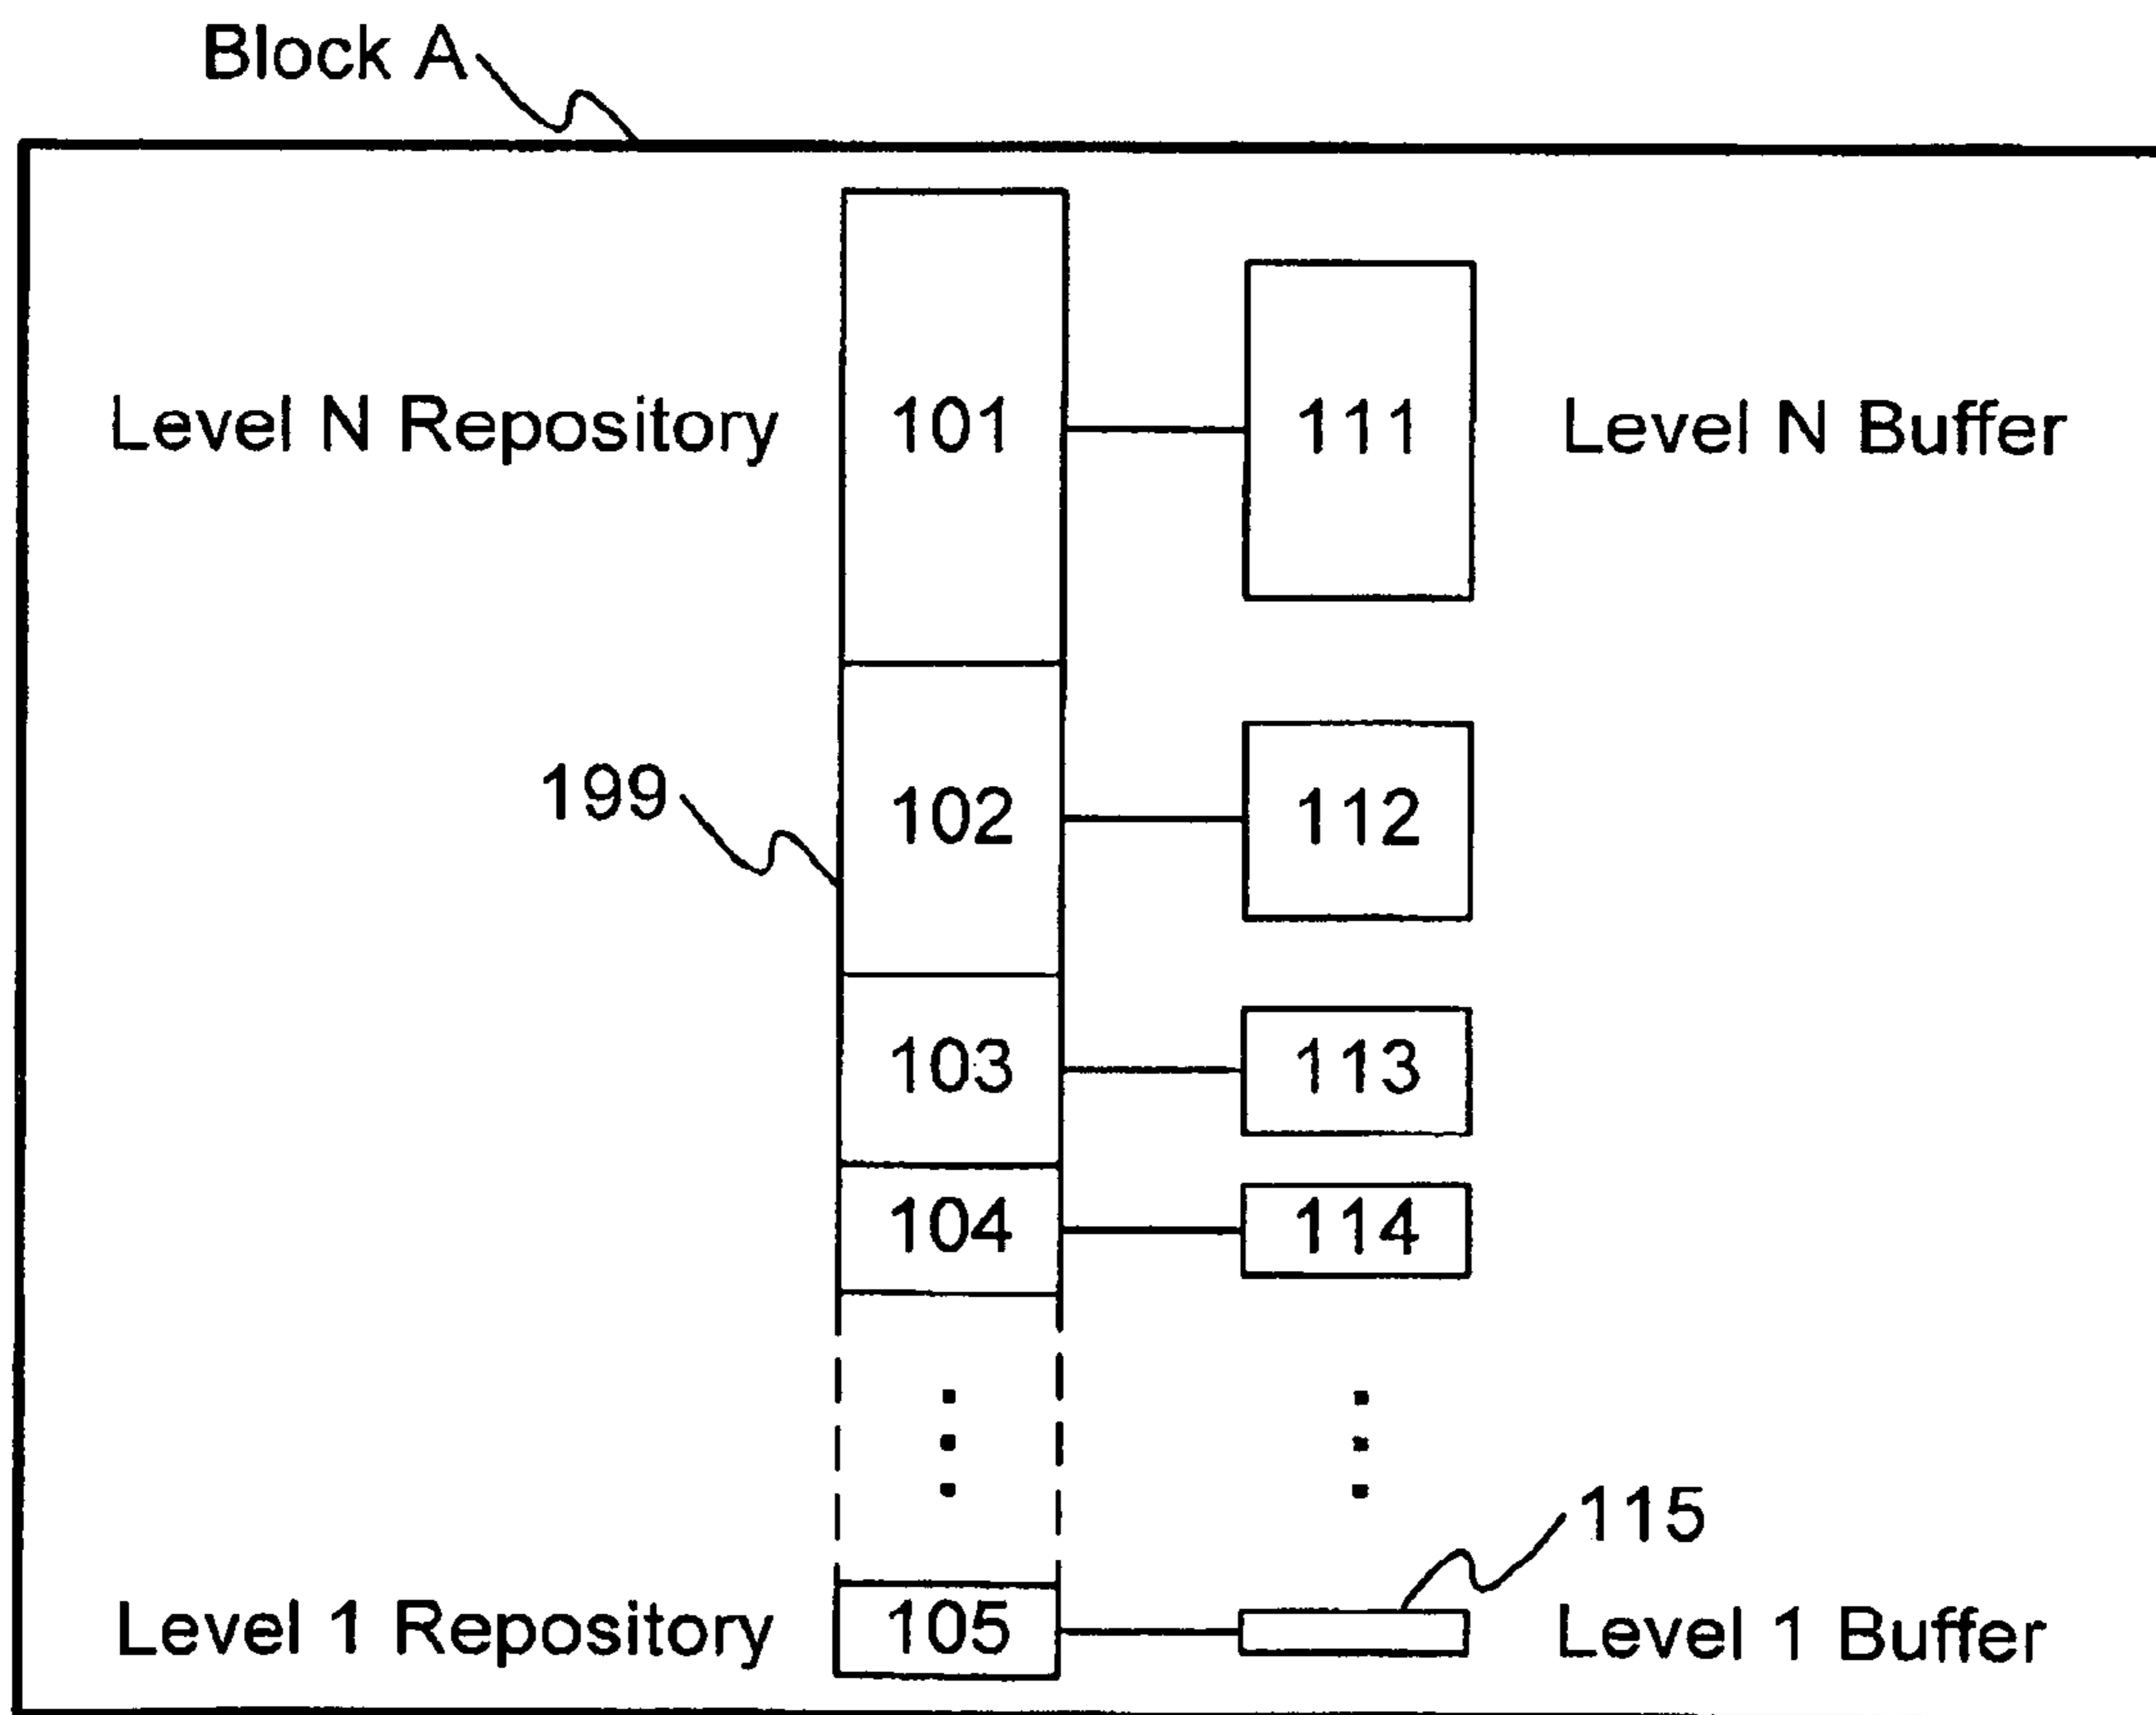 Block A
Level N Repository 101 111 Level N Buffer
199 102 112
103 113
104 114
115
Level 1 Repository 105 Level 1 Buffer